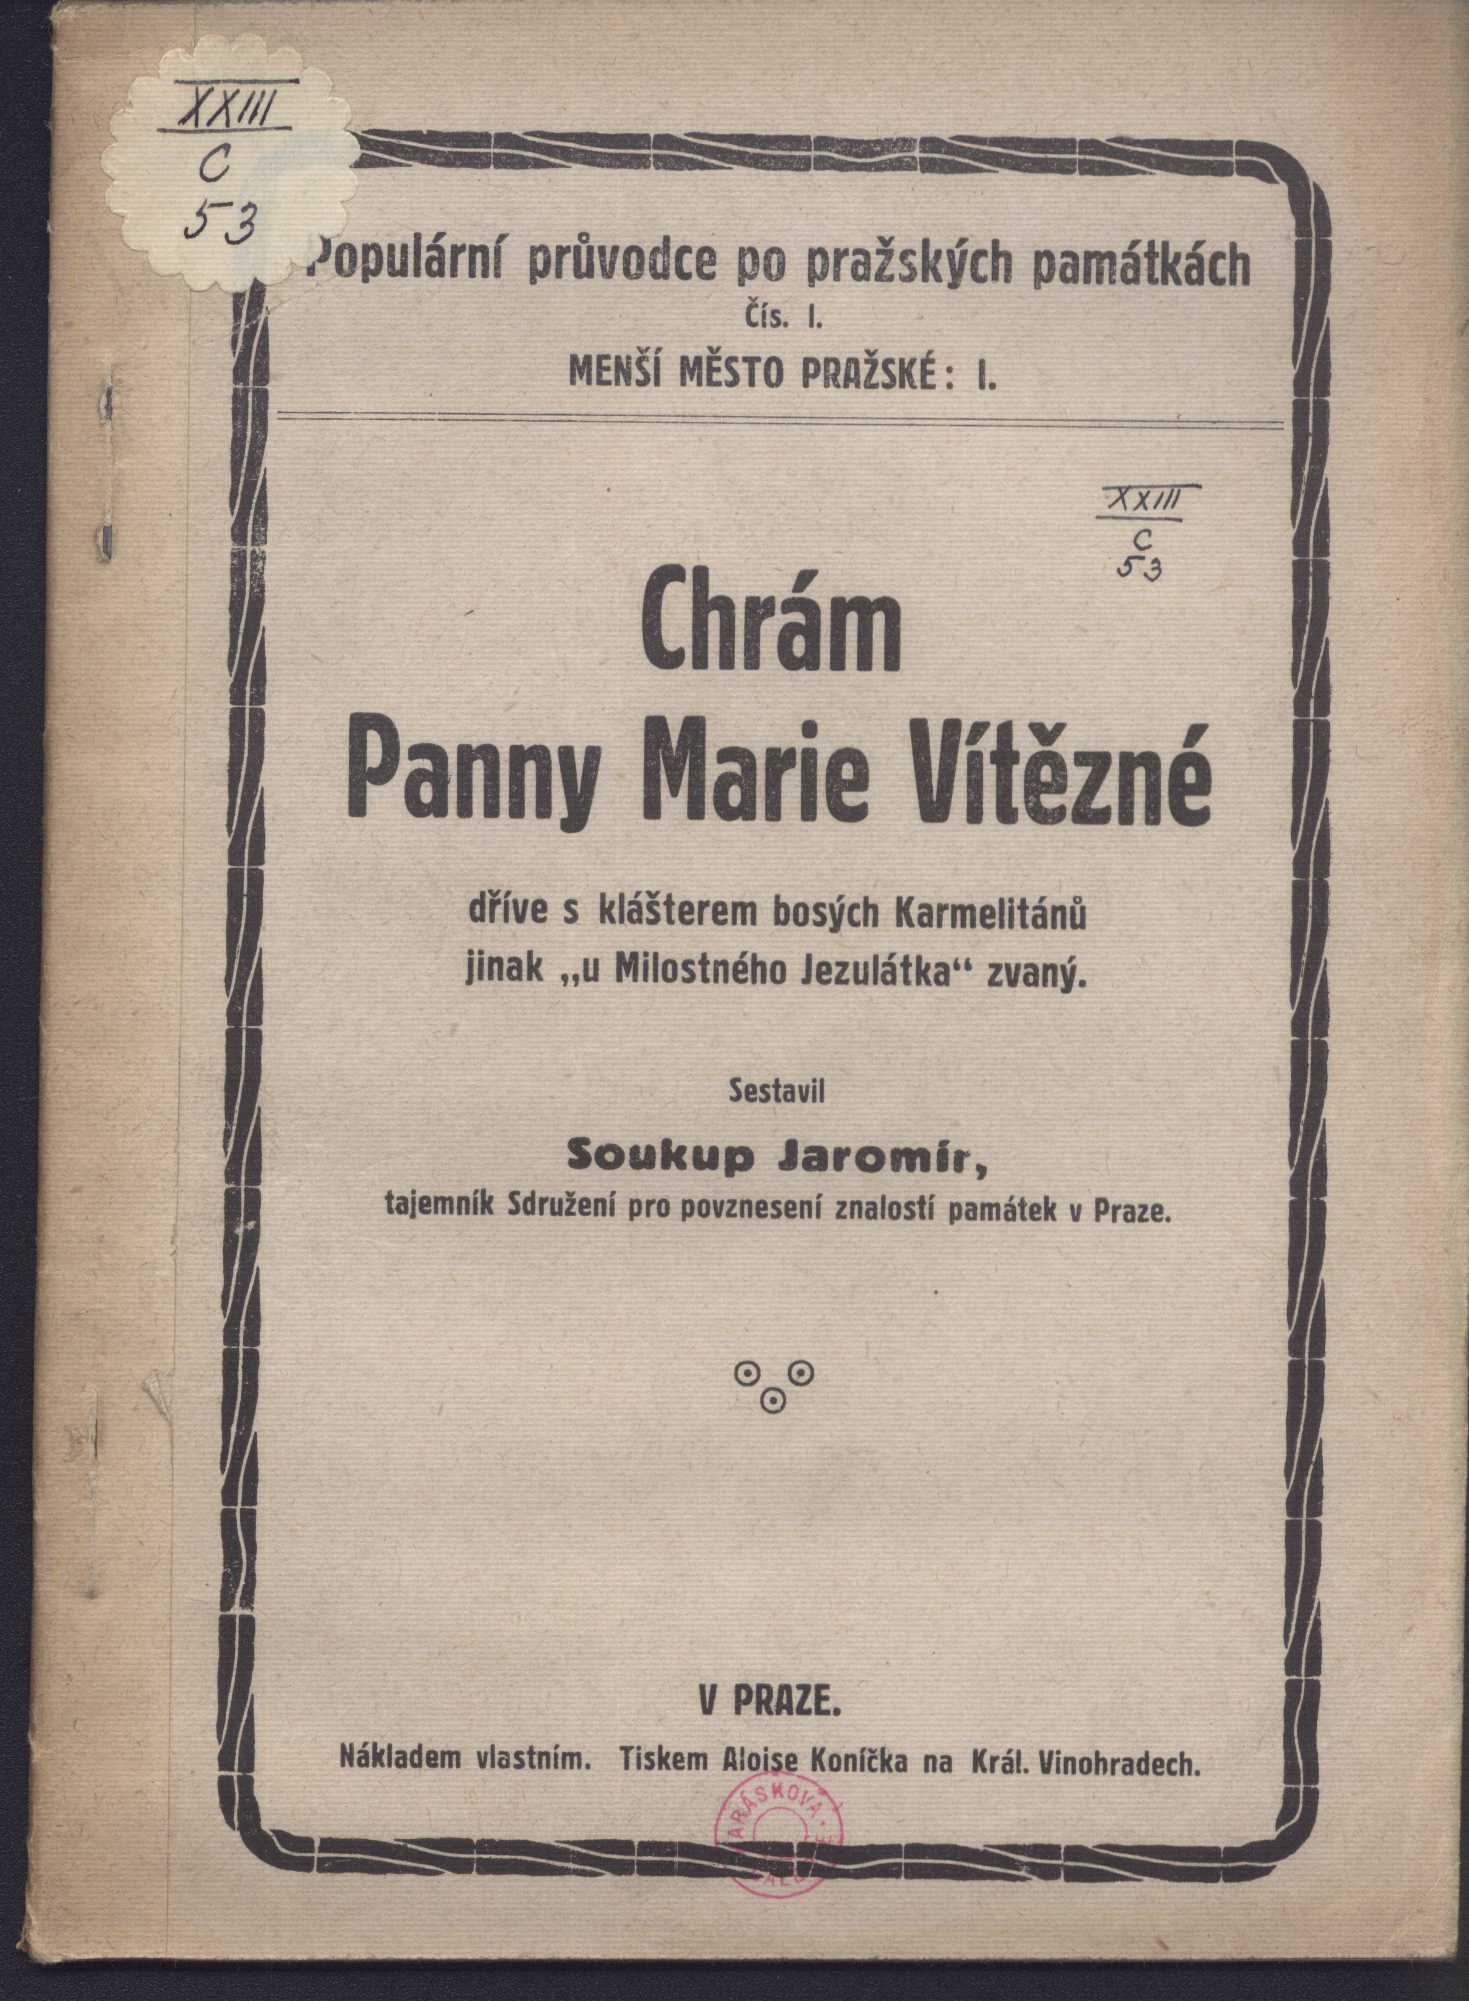 XXIII
C
53
Populární průvodce po pražských památkách
Čís. I.
MENŠÍ MĚSTO PRAŽSKÉ: I.
XXIII
C
53
Chrám
Panny Marie Vítězné
dříve s klášterem bosých Karmelitánů
jinak „u Milostného Jezulátka“ zvaný.
Sestavil
Soukup Jaromír,
tajemník Sdružení pro povznesení znalostí památek v Praze.
V PRAZE.
Nákladem vlastním. Tiskem Aloise Koníčka na Král. Vinohradech.